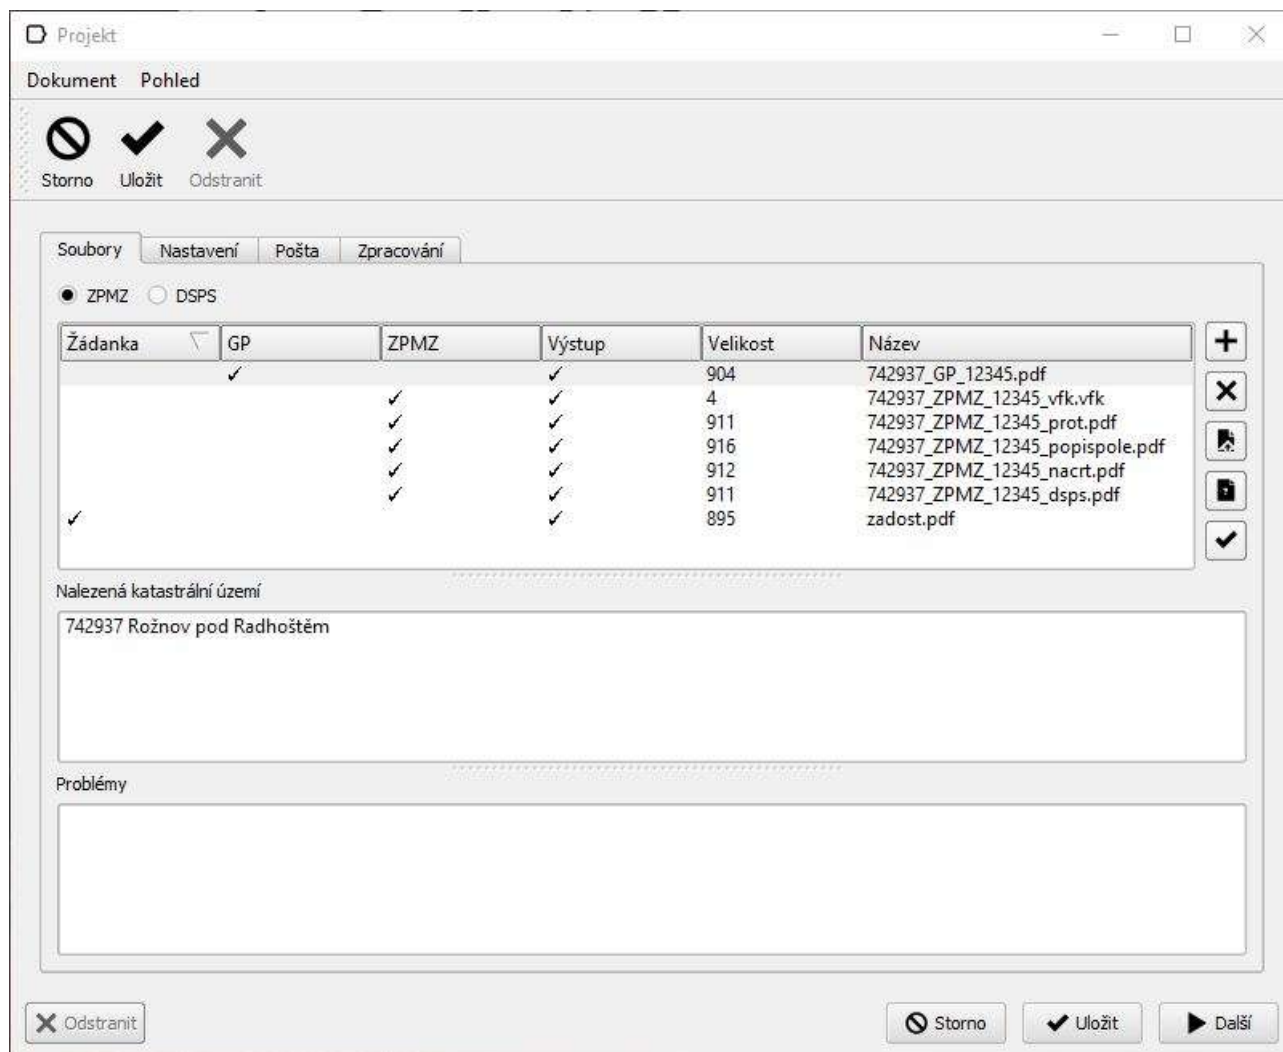 Projekt
Dokument Pohled
Storno Uložit Odstranit
Soubory Nastavení Pošta Zpracování
ZPMZ DSPS
Žádanka GP ZPMZ Výstup Velikost Název
✓ ✓ 904 742937_GP_12345.pdf
✓ ✓ 4 742937_ZPMZ_12345_vfk.vfk
✓ ✓ 911 742937_ZPMZ_12345_prot.pdf
✓ ✓ 916 742937_ZPMZ_12345_popispole.pdf
✓ ✓ 912 742937_ZPMZ_12345_nacrt.pdf
✓ ✓ 911 742937_ZPMZ_12345_dsps.pdf
✓ ✓ 895 zadost.pdf
Nalezená katastrální území
742937 Rožnov pod Radhoštěm
Problémy
Odstranit Storno Uložit Další